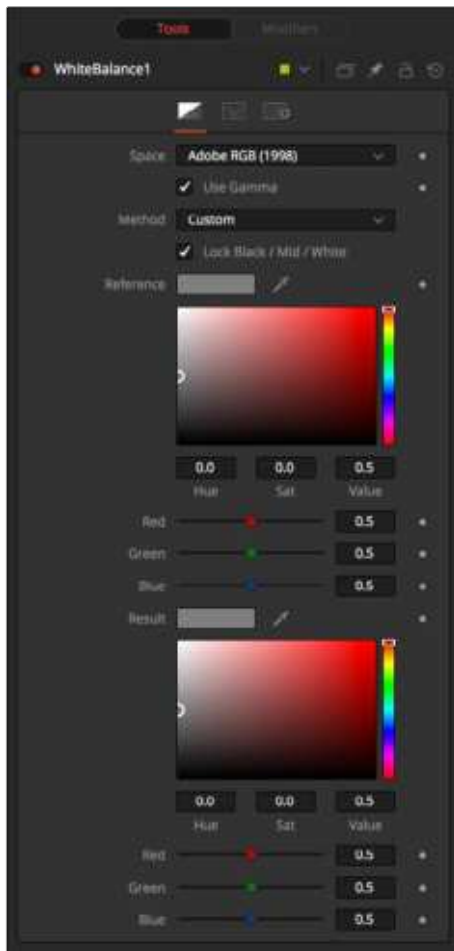 Tools Modifiers
WhiteBalance1
Space Adobe RGB (1998)
Use Gamma
Method Custom
Lock Black / Mid / White
Reference
0.0 0.0 0.5
Hue Sat Value
Red 0.5
Green 0.5
Blue 0.5
Result
0.0 0.0 0.5
Hue Sat Value
Red 0.5
Green 0.5
Blue 0.5